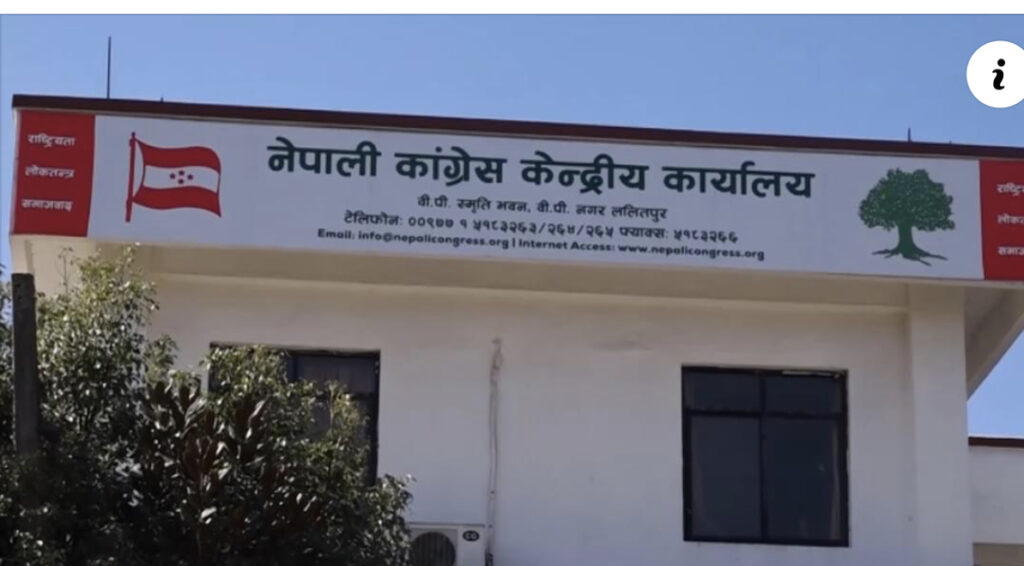 राष्ट्रियता
लोकतन्त्र
समाजवाद
नेपाली कांग्रेस केन्द्रीय कार्यालय
वी.पी. स्मृति भवन, वी.पी. नगर ललितपुर
टेलिफोन: ००९७७ १ ५१८३२६३/२६४/२६५ फ्याक्स: ५१८३२६६
Email: info@nepalicongress.org | Internet Access: www.nepalicongress.org